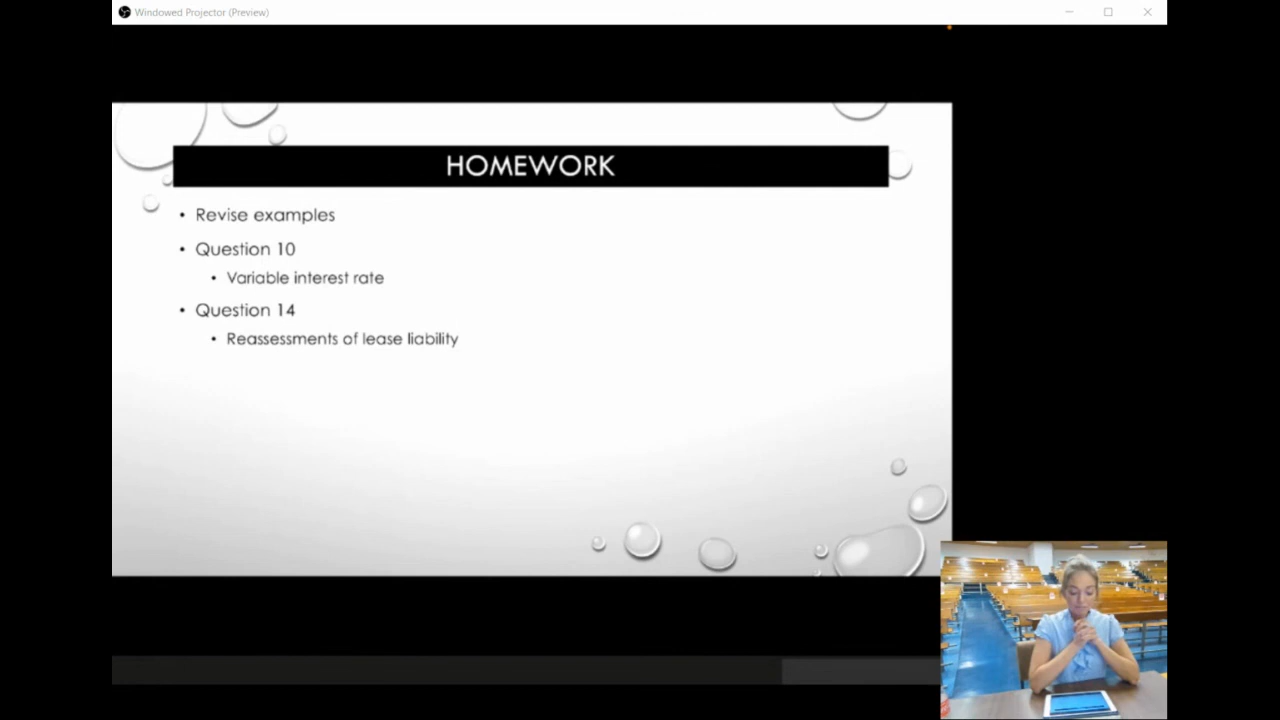 Windowed Projector (Preview)
HOMEWORK
• Revise examples
• Question 10
• Variable interest rate
• Question 14
• Reassessments of lease liability